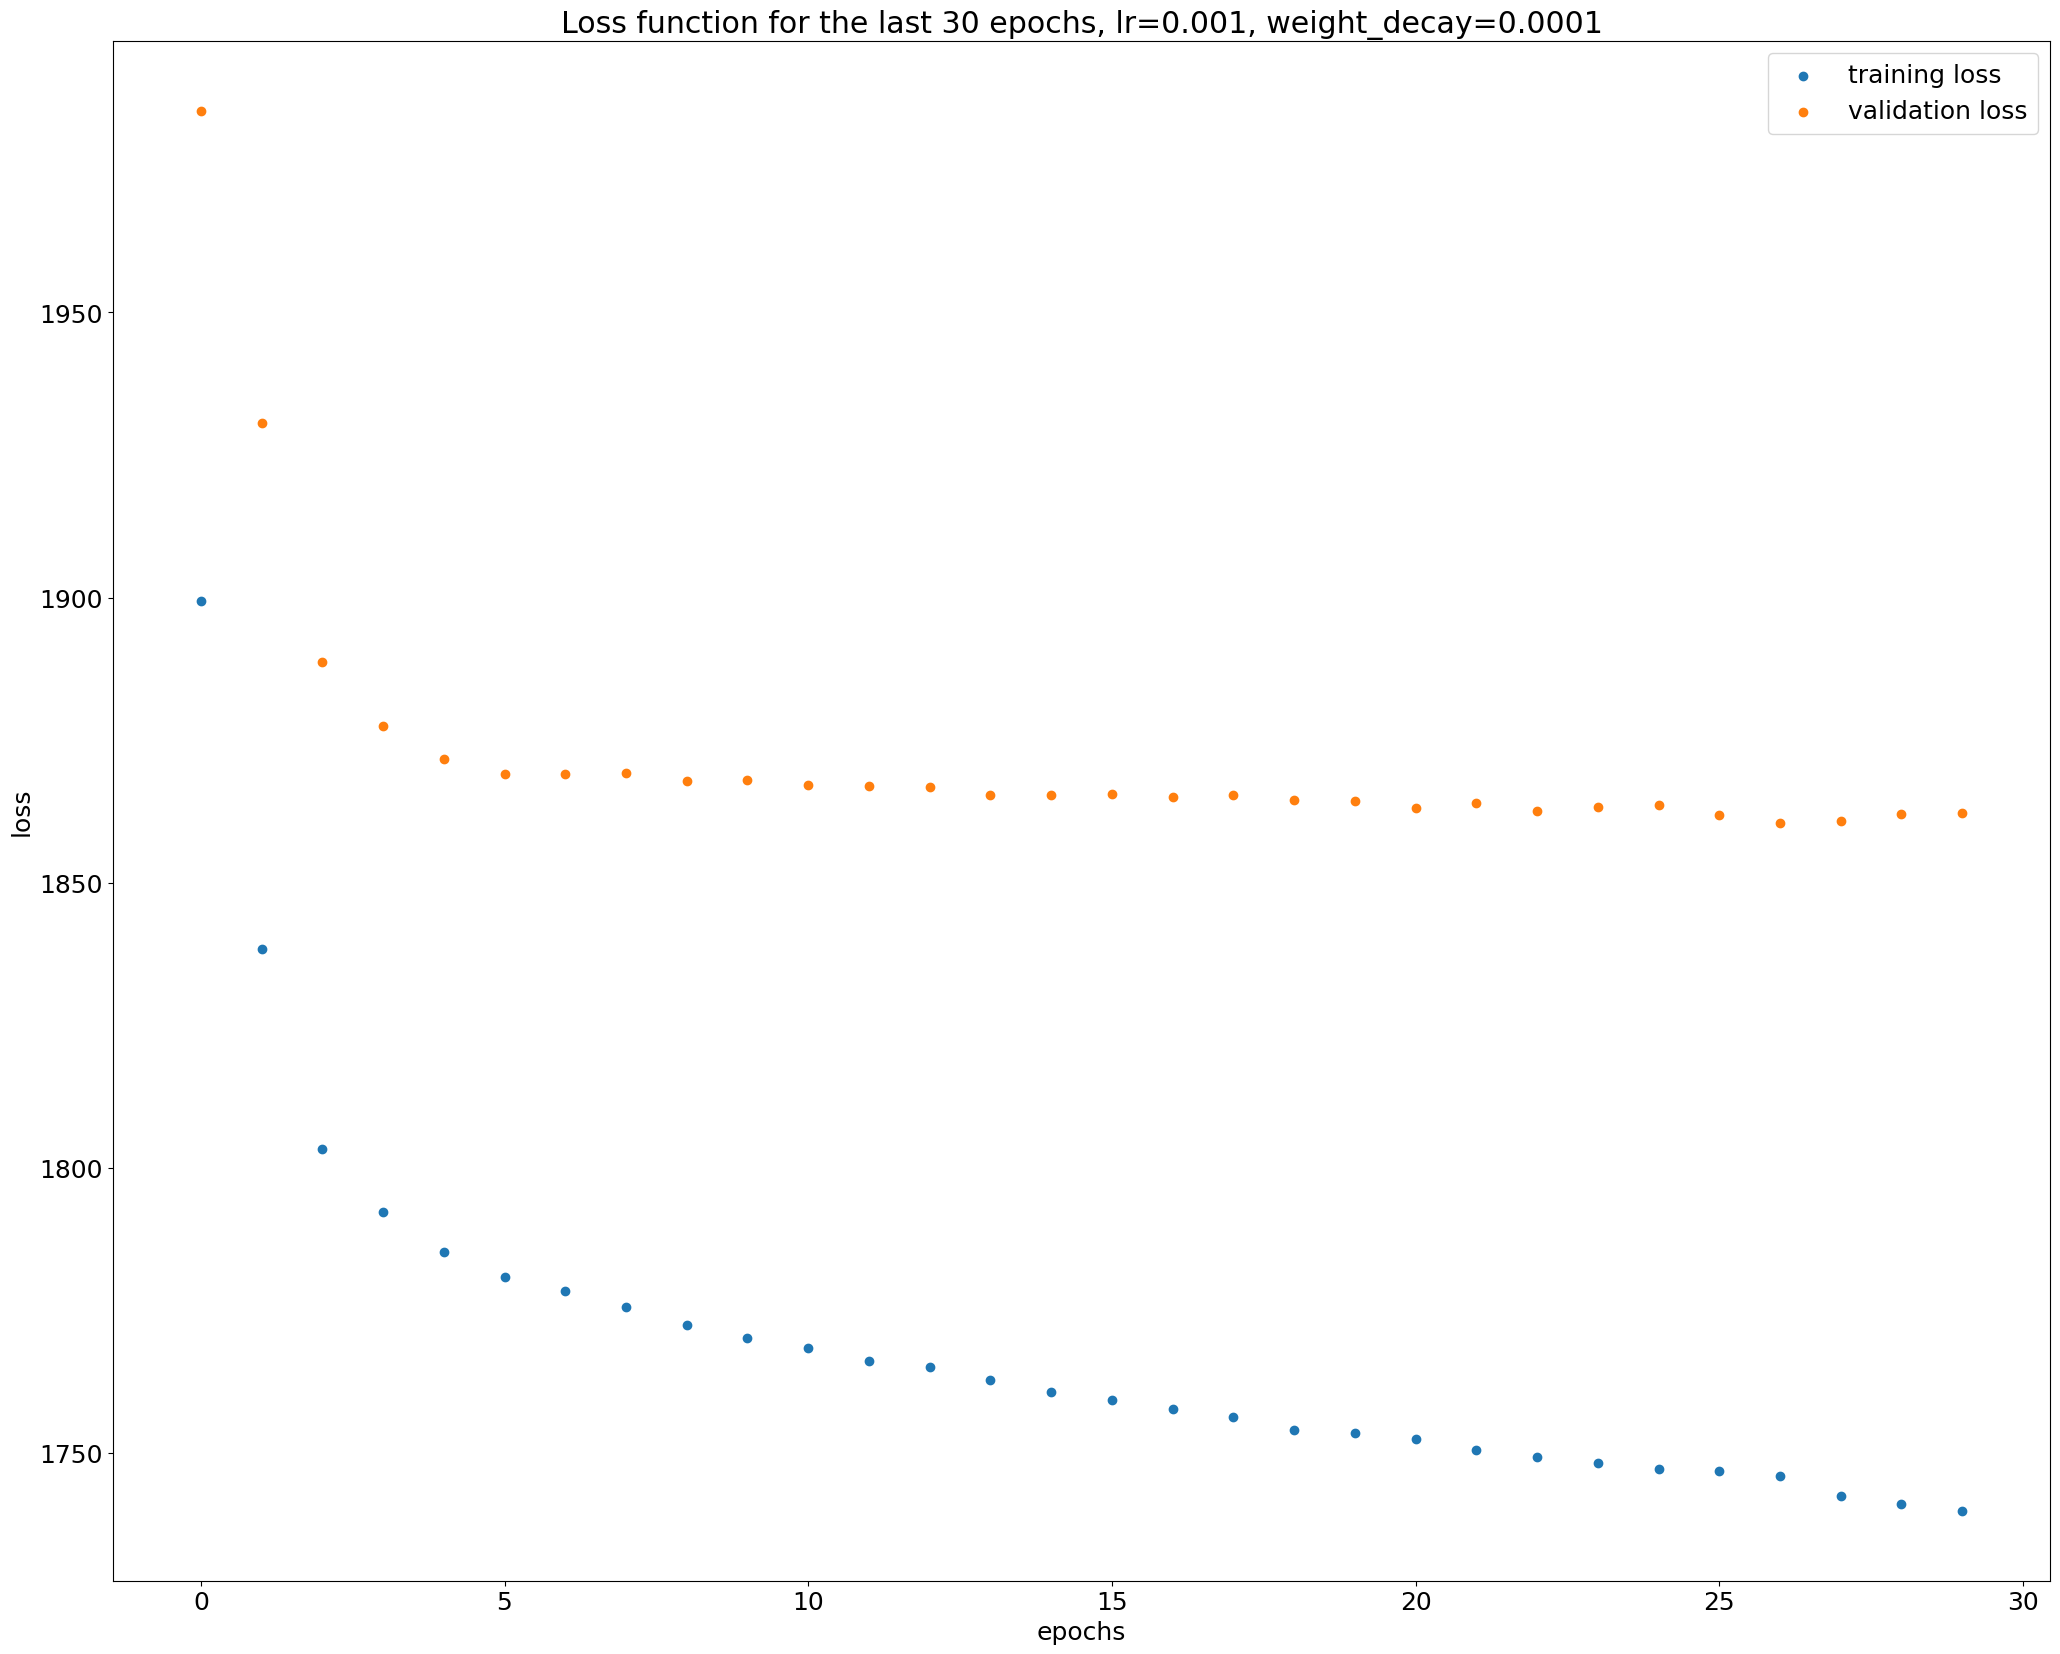 Loss function for the last 30 epochs, lr=0.001, weight_decay=0.0001
training loss
validation loss
loss
1950
1900
1850
1800
1750
0 5 10 15 20 25 30
epochs